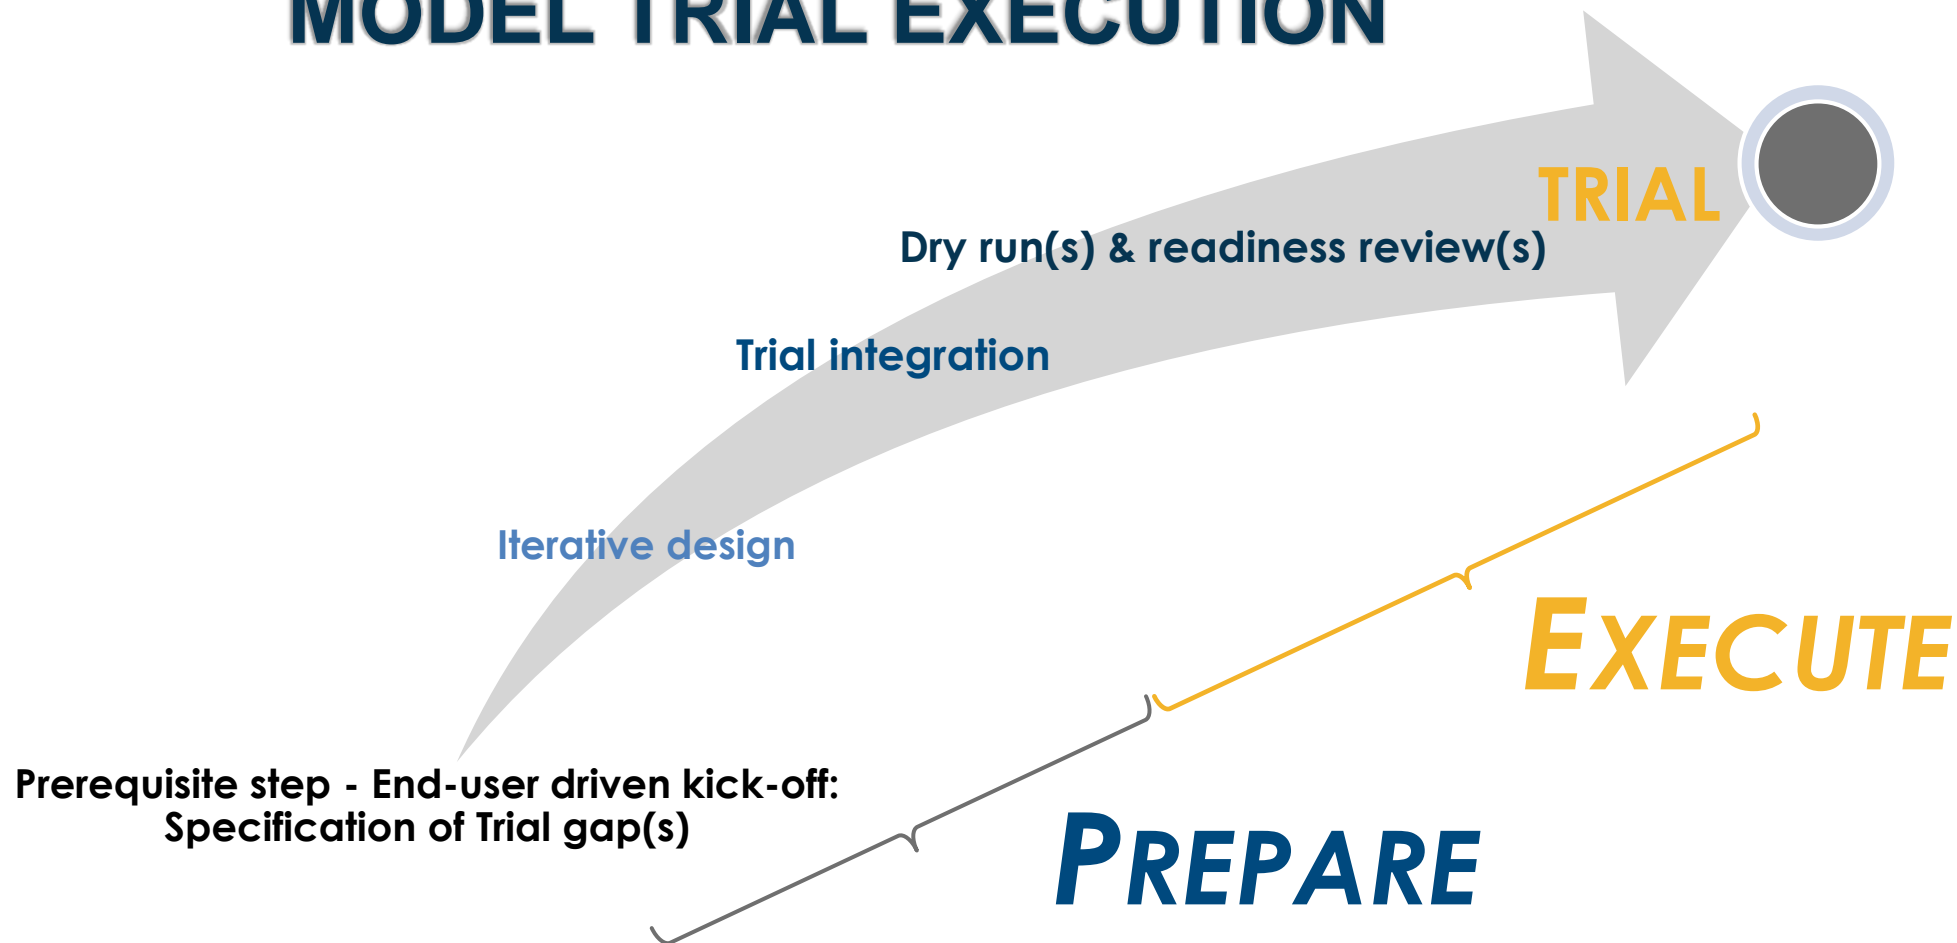 MODEL TRIAL EXECUTION
TRIAL
Dry run(s) & readiness review(s)
Trial integration
Iterative design
EXECUTE
Prerequisite step - End-user driven kick-off:
Specification of Trial gap(s)
PREPARE